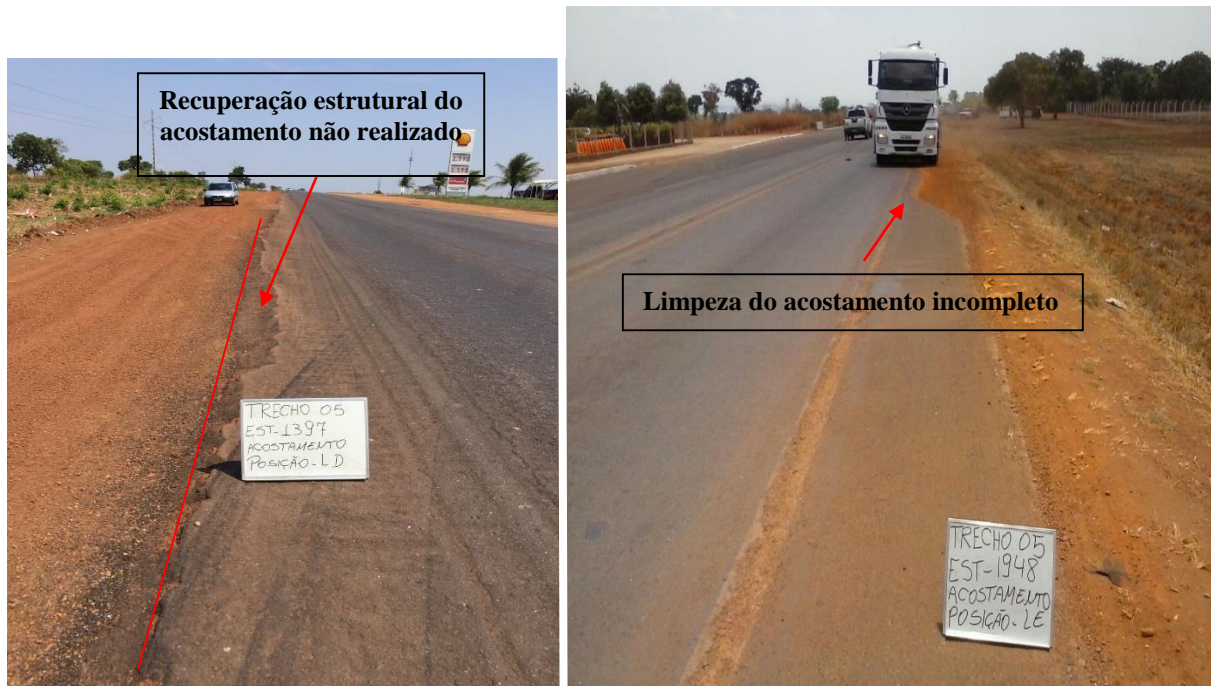 Recuperação estrutural do
acostamento não realizado
TRECHO 05
EST-1397
ACOSTAMENTO
POSIÇÃO-LD
Limpeza do acostamento incompleto
TRECHO 05
EST-1948
ACOSTAMENTO
POSIÇÃO-LE